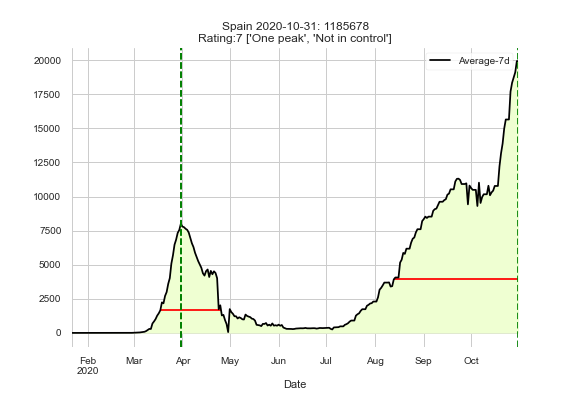 Spain 2020-10-31: 1185678
Rating:7 ['One peak', 'Not in control']
Average-7d
20000
17500
15000
12500
10000
7500
5000
2500
0
Feb Mar Apr May Jun Jul Aug Sep Oct
2020
Date